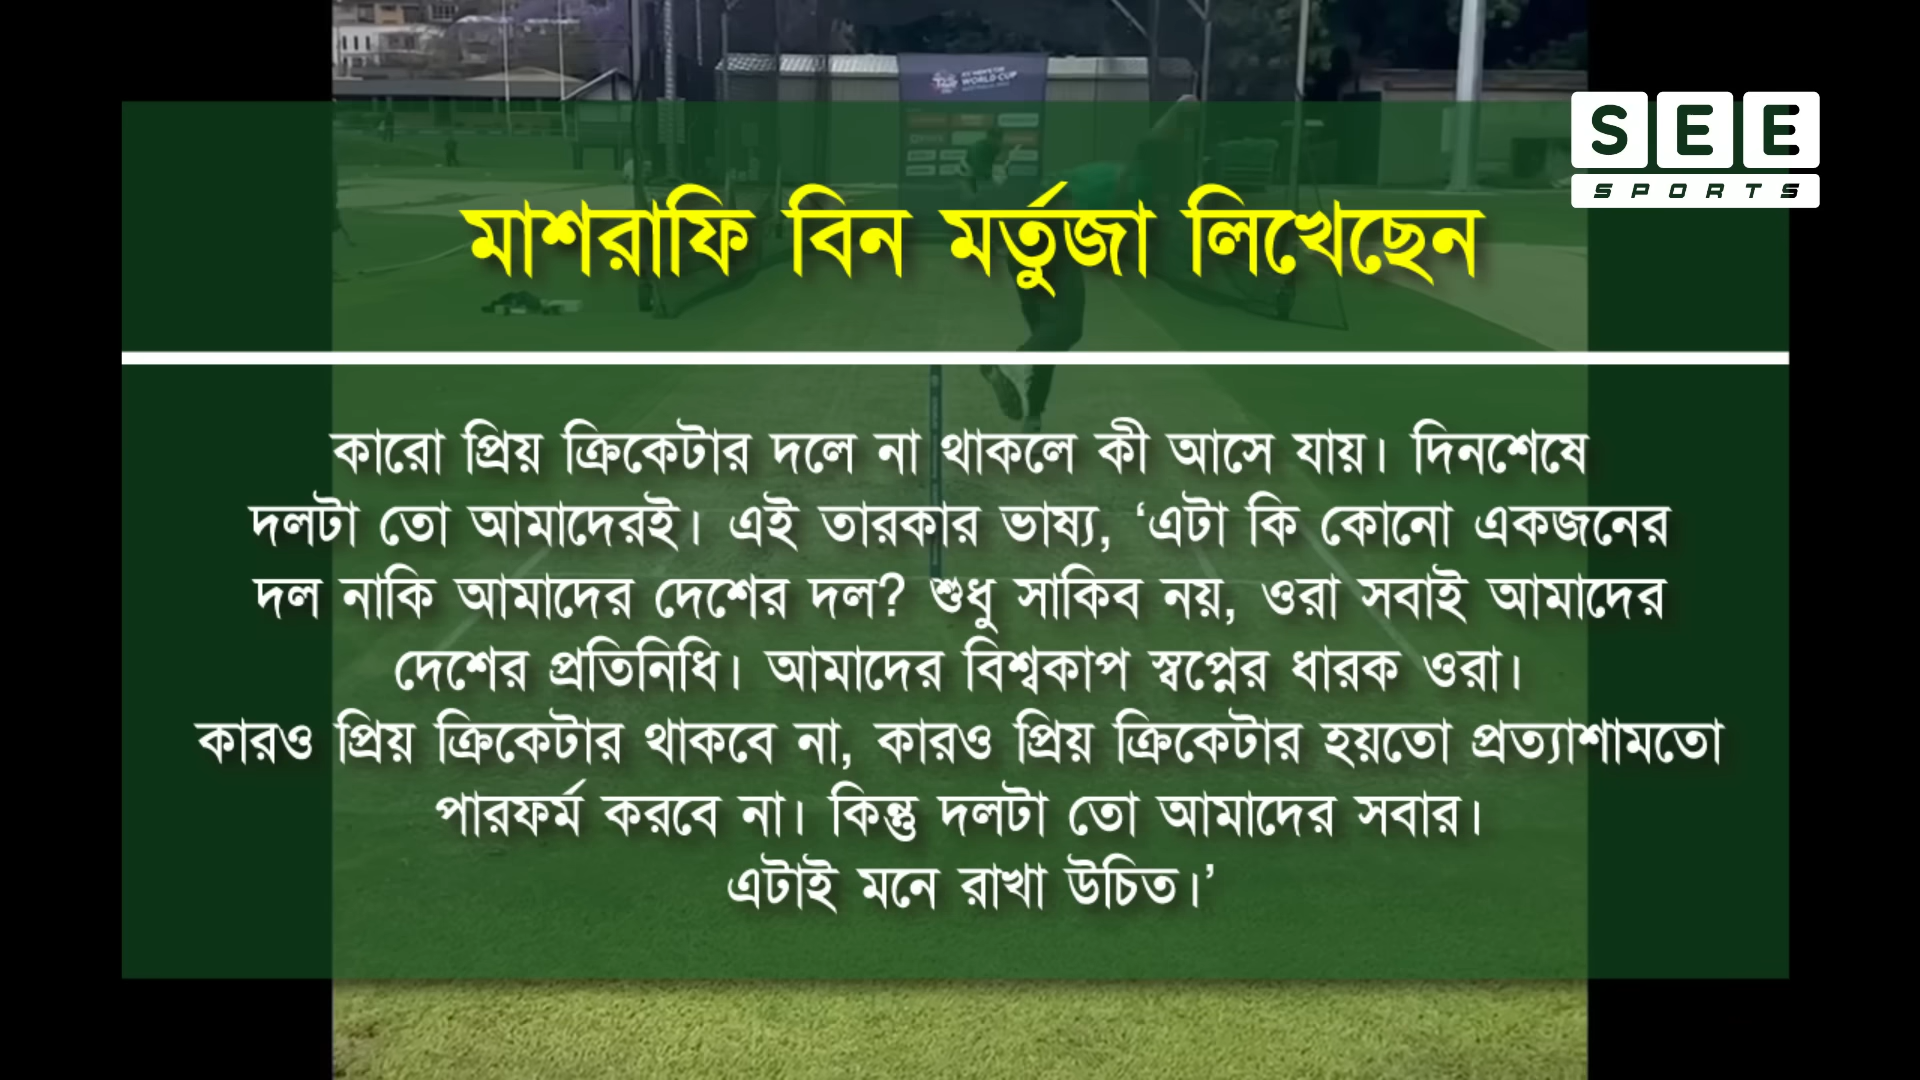 WORLD CUP
SEE
SPORTS
মাশরাফি বিন মর্তুজা লিখেছেন
কারো প্রিয় ক্রিকেটার দলে না থাকলে কী আসে যায়। দিনশেষে
দলটা তো আমাদেরই। এই তারকার ভাষ্য, ‘এটা কি কোনো একজনের
দল নাকি আমাদের দেশের দল? শুধু সাকিব নয়, ওরা সবাই আমাদের
দেশের প্রতিনিধি। আমাদের বিশ্বকাপ স্বপ্নের ধারক ওরা।
কারও প্রিয় ক্রিকেটার থাকবে না, কারও প্রিয় ক্রিকেটার হয়তো প্রত্যাশামতো
পারফর্ম করবে না। কিন্তু দলটা তো আমাদের সবার।
এটাই মনে রাখা উচিত।’